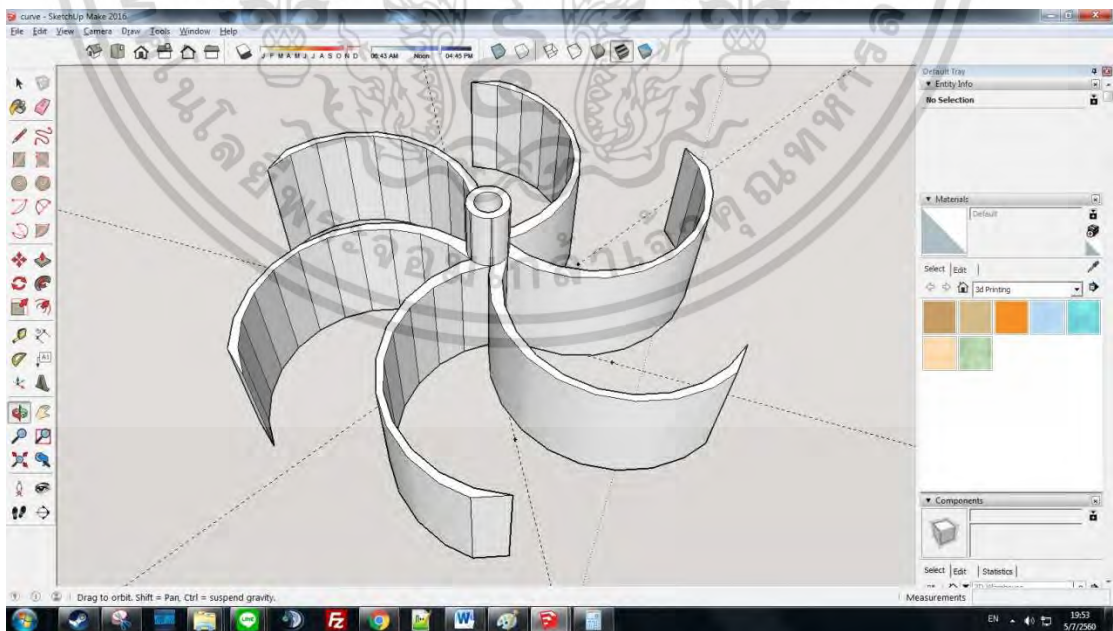 curve - SketchUp Make 2016
File Edit View Camera Draw Tools Window Help
J F M A M J J A S O N D 06:43 AM Noon 04:45 PM
Default Tray
Entity Info
No Selection
Materials
Default
Select Edit
3d Printing
Components
Select Edit Statistics
Drag to orbit. Shift = Pan, Ctrl = suspend gravity.
Measurements
EN
19:53
5/7/2560